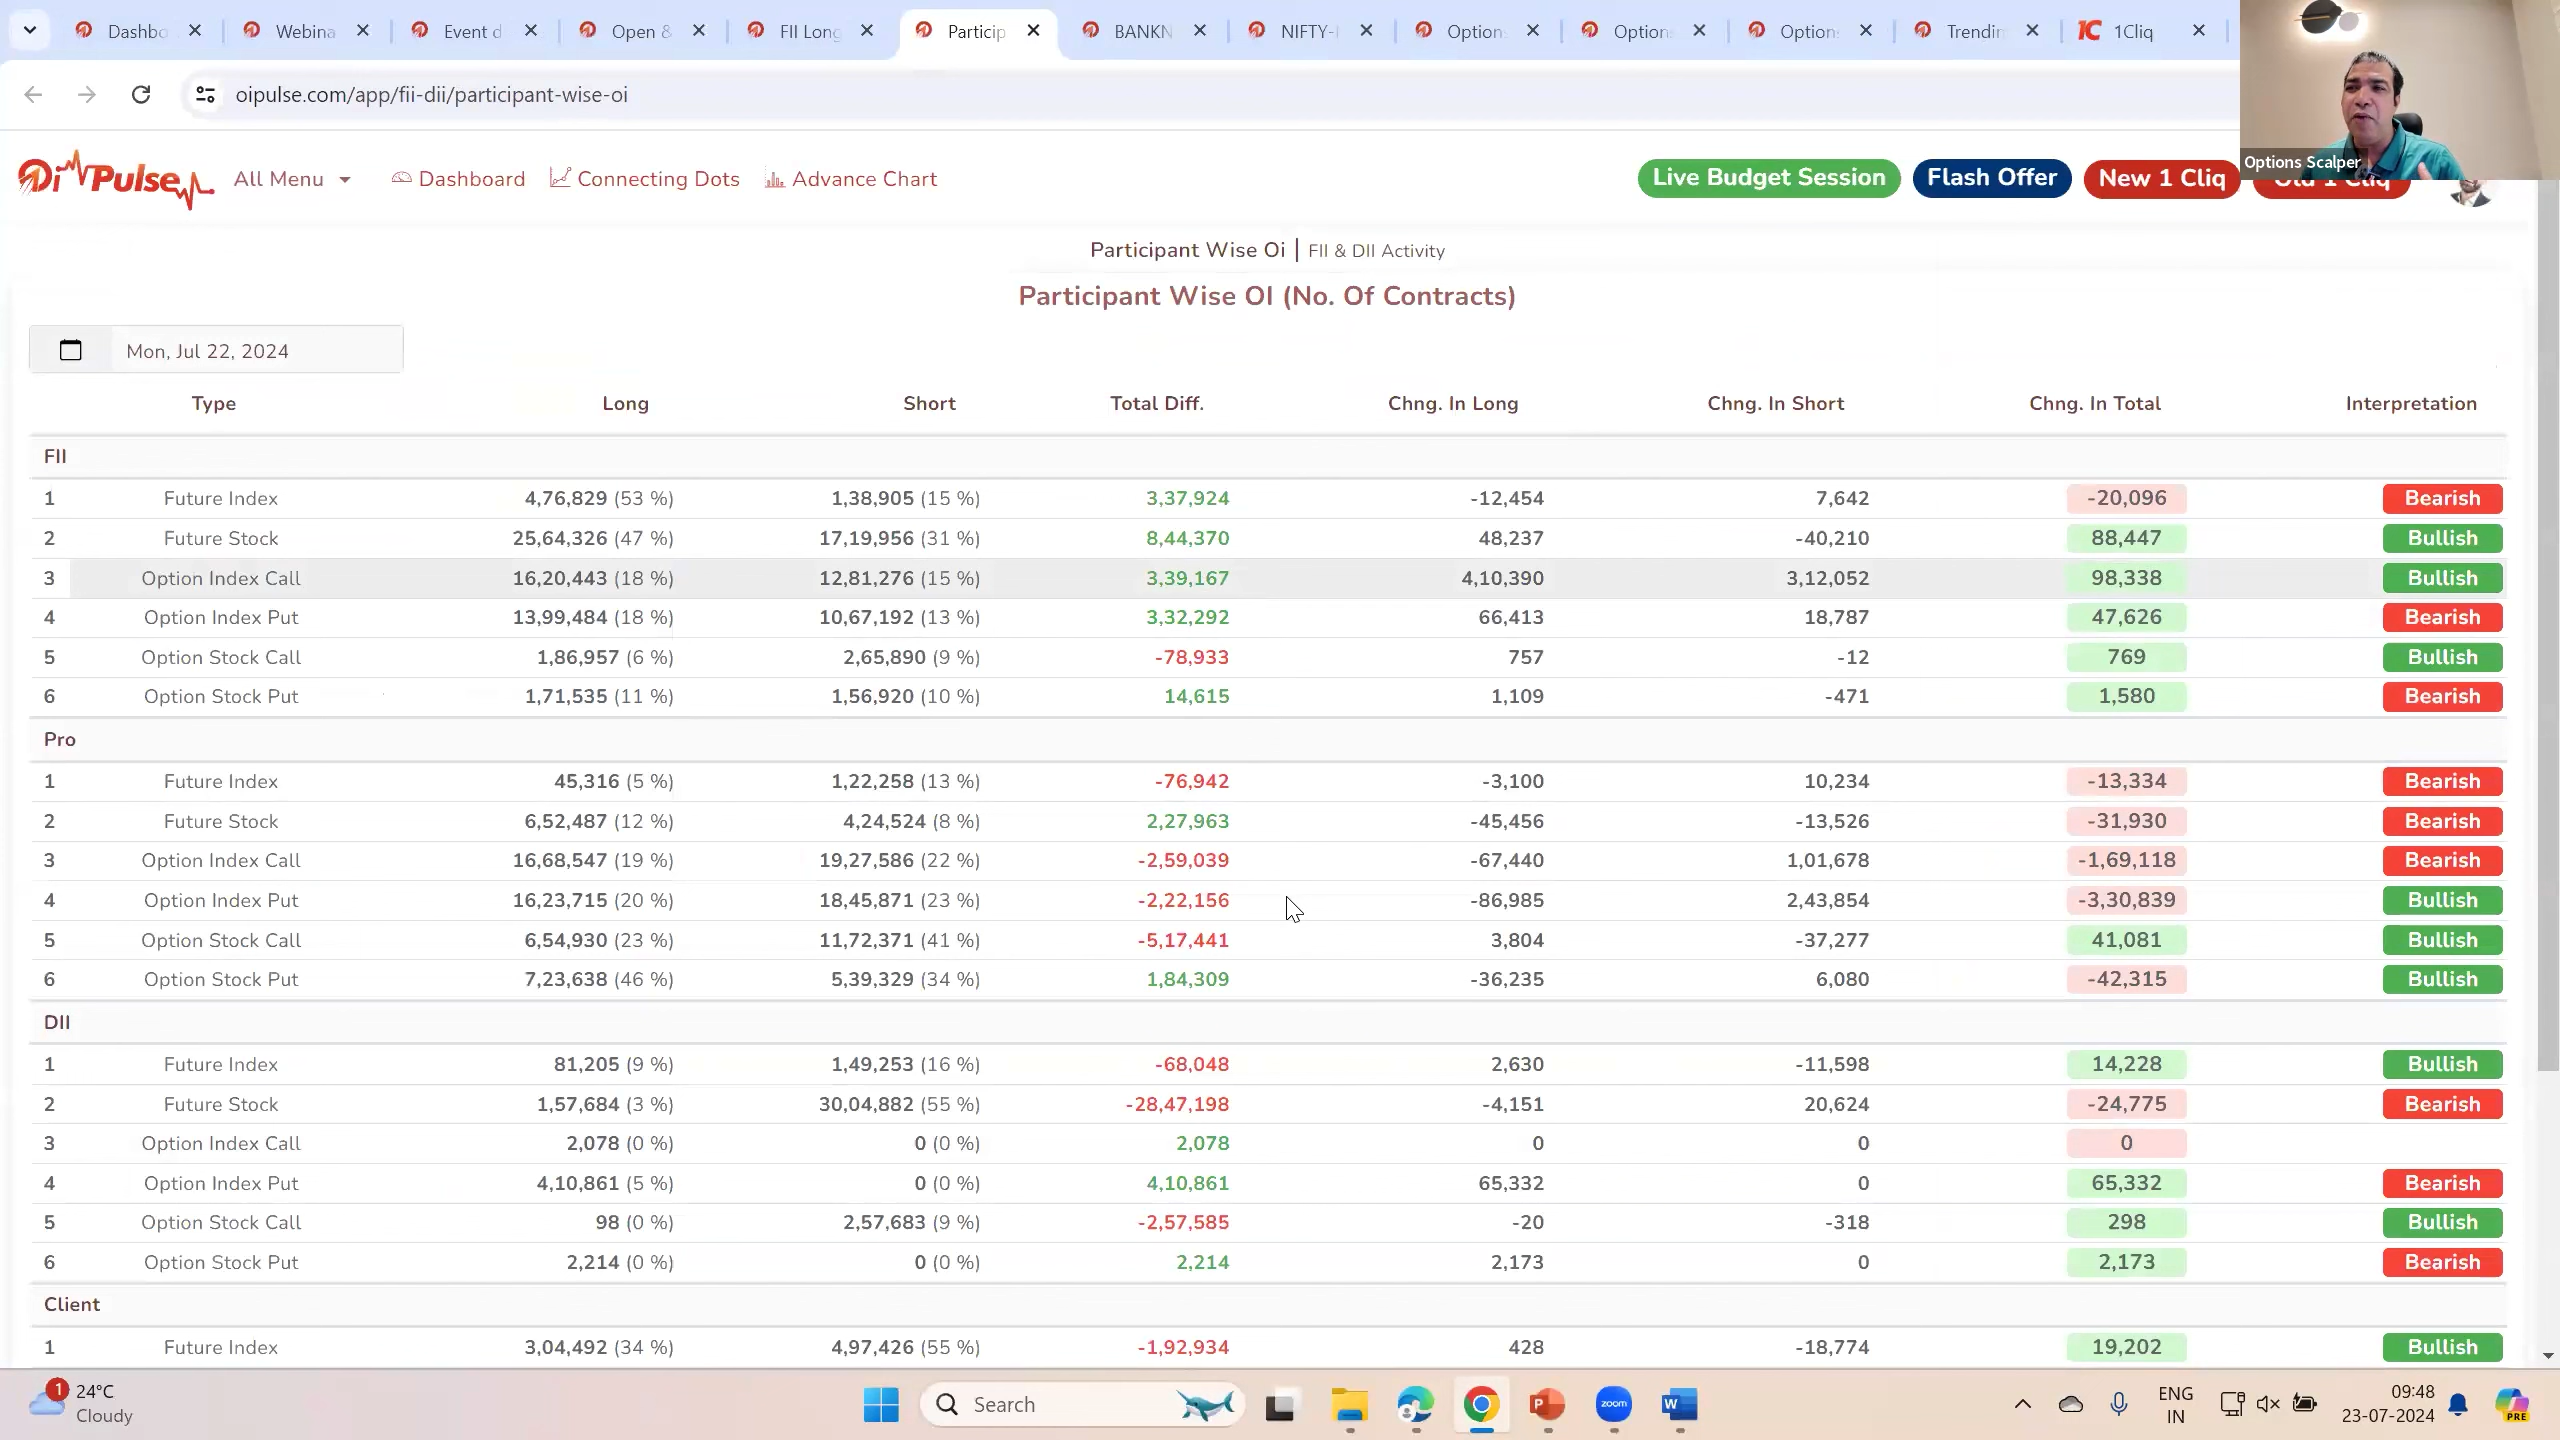 Dashbo
Webina
Event d
Open &
FII Long
Particip
BANKN
NIFTY-
Option
Option
Option
Trendin
1Cliq
oipulse.com/app/fii-dii/participant-wise-oi
Options Scalper
Oi Pulse All Menu Dashboard Connecting Dots Advance Chart Live Budget Session Flash Offer New 1 Cliq Old 1 Cliq
Participant Wise Oi | FII & DII Activity
Participant Wise OI (No. Of Contracts)
Mon, Jul 22, 2024
Type Long Short Total Diff. Chng. In Long Chng. In Short Chng. In Total Interpretation
FII
1 Future Index 4,76,829 (53 %) 1,38,905 (15 %) 3,37,924 -12,454 7,642 -20,096 Bearish
2 Future Stock 25,64,326 (47 %) 17,19,956 (31 %) 8,44,370 48,237 -40,210 88,447 Bullish
3 Option Index Call 16,20,443 (18 %) 12,81,276 (15 %) 3,39,167 4,10,390 3,12,052 98,338 Bullish
4 Option Index Put 13,99,484 (18 %) 10,67,192 (13 %) 3,32,292 66,413 18,787 47,626 Bearish
5 Option Stock Call 1,86,957 (6 %) 2,65,890 (9 %) -78,933 757 -12 769 Bullish
6 Option Stock Put 1,71,535 (11 %) 1,56,920 (10 %) 14,615 1,109 -471 1,580 Bearish
Pro
1 Future Index 45,316 (5 %) 1,22,258 (13 %) -76,942 -3,100 10,234 -13,334 Bearish
2 Future Stock 6,52,487 (12 %) 4,24,524 (8 %) 2,27,963 -45,456 -13,526 -31,930 Bearish
3 Option Index Call 16,68,547 (19 %) 19,27,586 (22 %) -2,59,039 -67,440 1,01,678 -1,69,118 Bearish
4 Option Index Put 16,23,715 (20 %) 18,45,871 (23 %) -2,22,156 -86,985 2,43,854 -3,30,839 Bullish
5 Option Stock Call 6,54,930 (23 %) 11,72,371 (41 %) -5,17,441 3,804 -37,277 41,081 Bullish
6 Option Stock Put 7,23,638 (46 %) 5,39,329 (34 %) 1,84,309 -36,235 6,080 -42,315 Bullish
DII
1 Future Index 81,205 (9 %) 1,49,253 (16 %) -68,048 2,630 -11,598 14,228 Bullish
2 Future Stock 1,57,684 (3 %) 30,04,882 (55 %) -28,47,198 -4,151 20,624 -24,775 Bearish
3 Option Index Call 2,078 (0 %) 0 (0 %) 2,078 0 0 0
4 Option Index Put 4,10,861 (5 %) 0 (0 %) 4,10,861 65,332 0 65,332 Bearish
5 Option Stock Call 98 (0 %) 2,57,683 (9 %) -2,57,585 -20 -318 298 Bullish
6 Option Stock Put 2,214 (0 %) 0 (0 %) 2,214 2,173 0 2,173 Bearish
Client
1 Future Index 3,04,492 (34 %) 4,97,426 (55 %) -1,92,934 428 -18,774 19,202 Bullish
1
24°C
Cloudy
Search
zoom
ENG
IN
09:48
23-07-2024
PRE